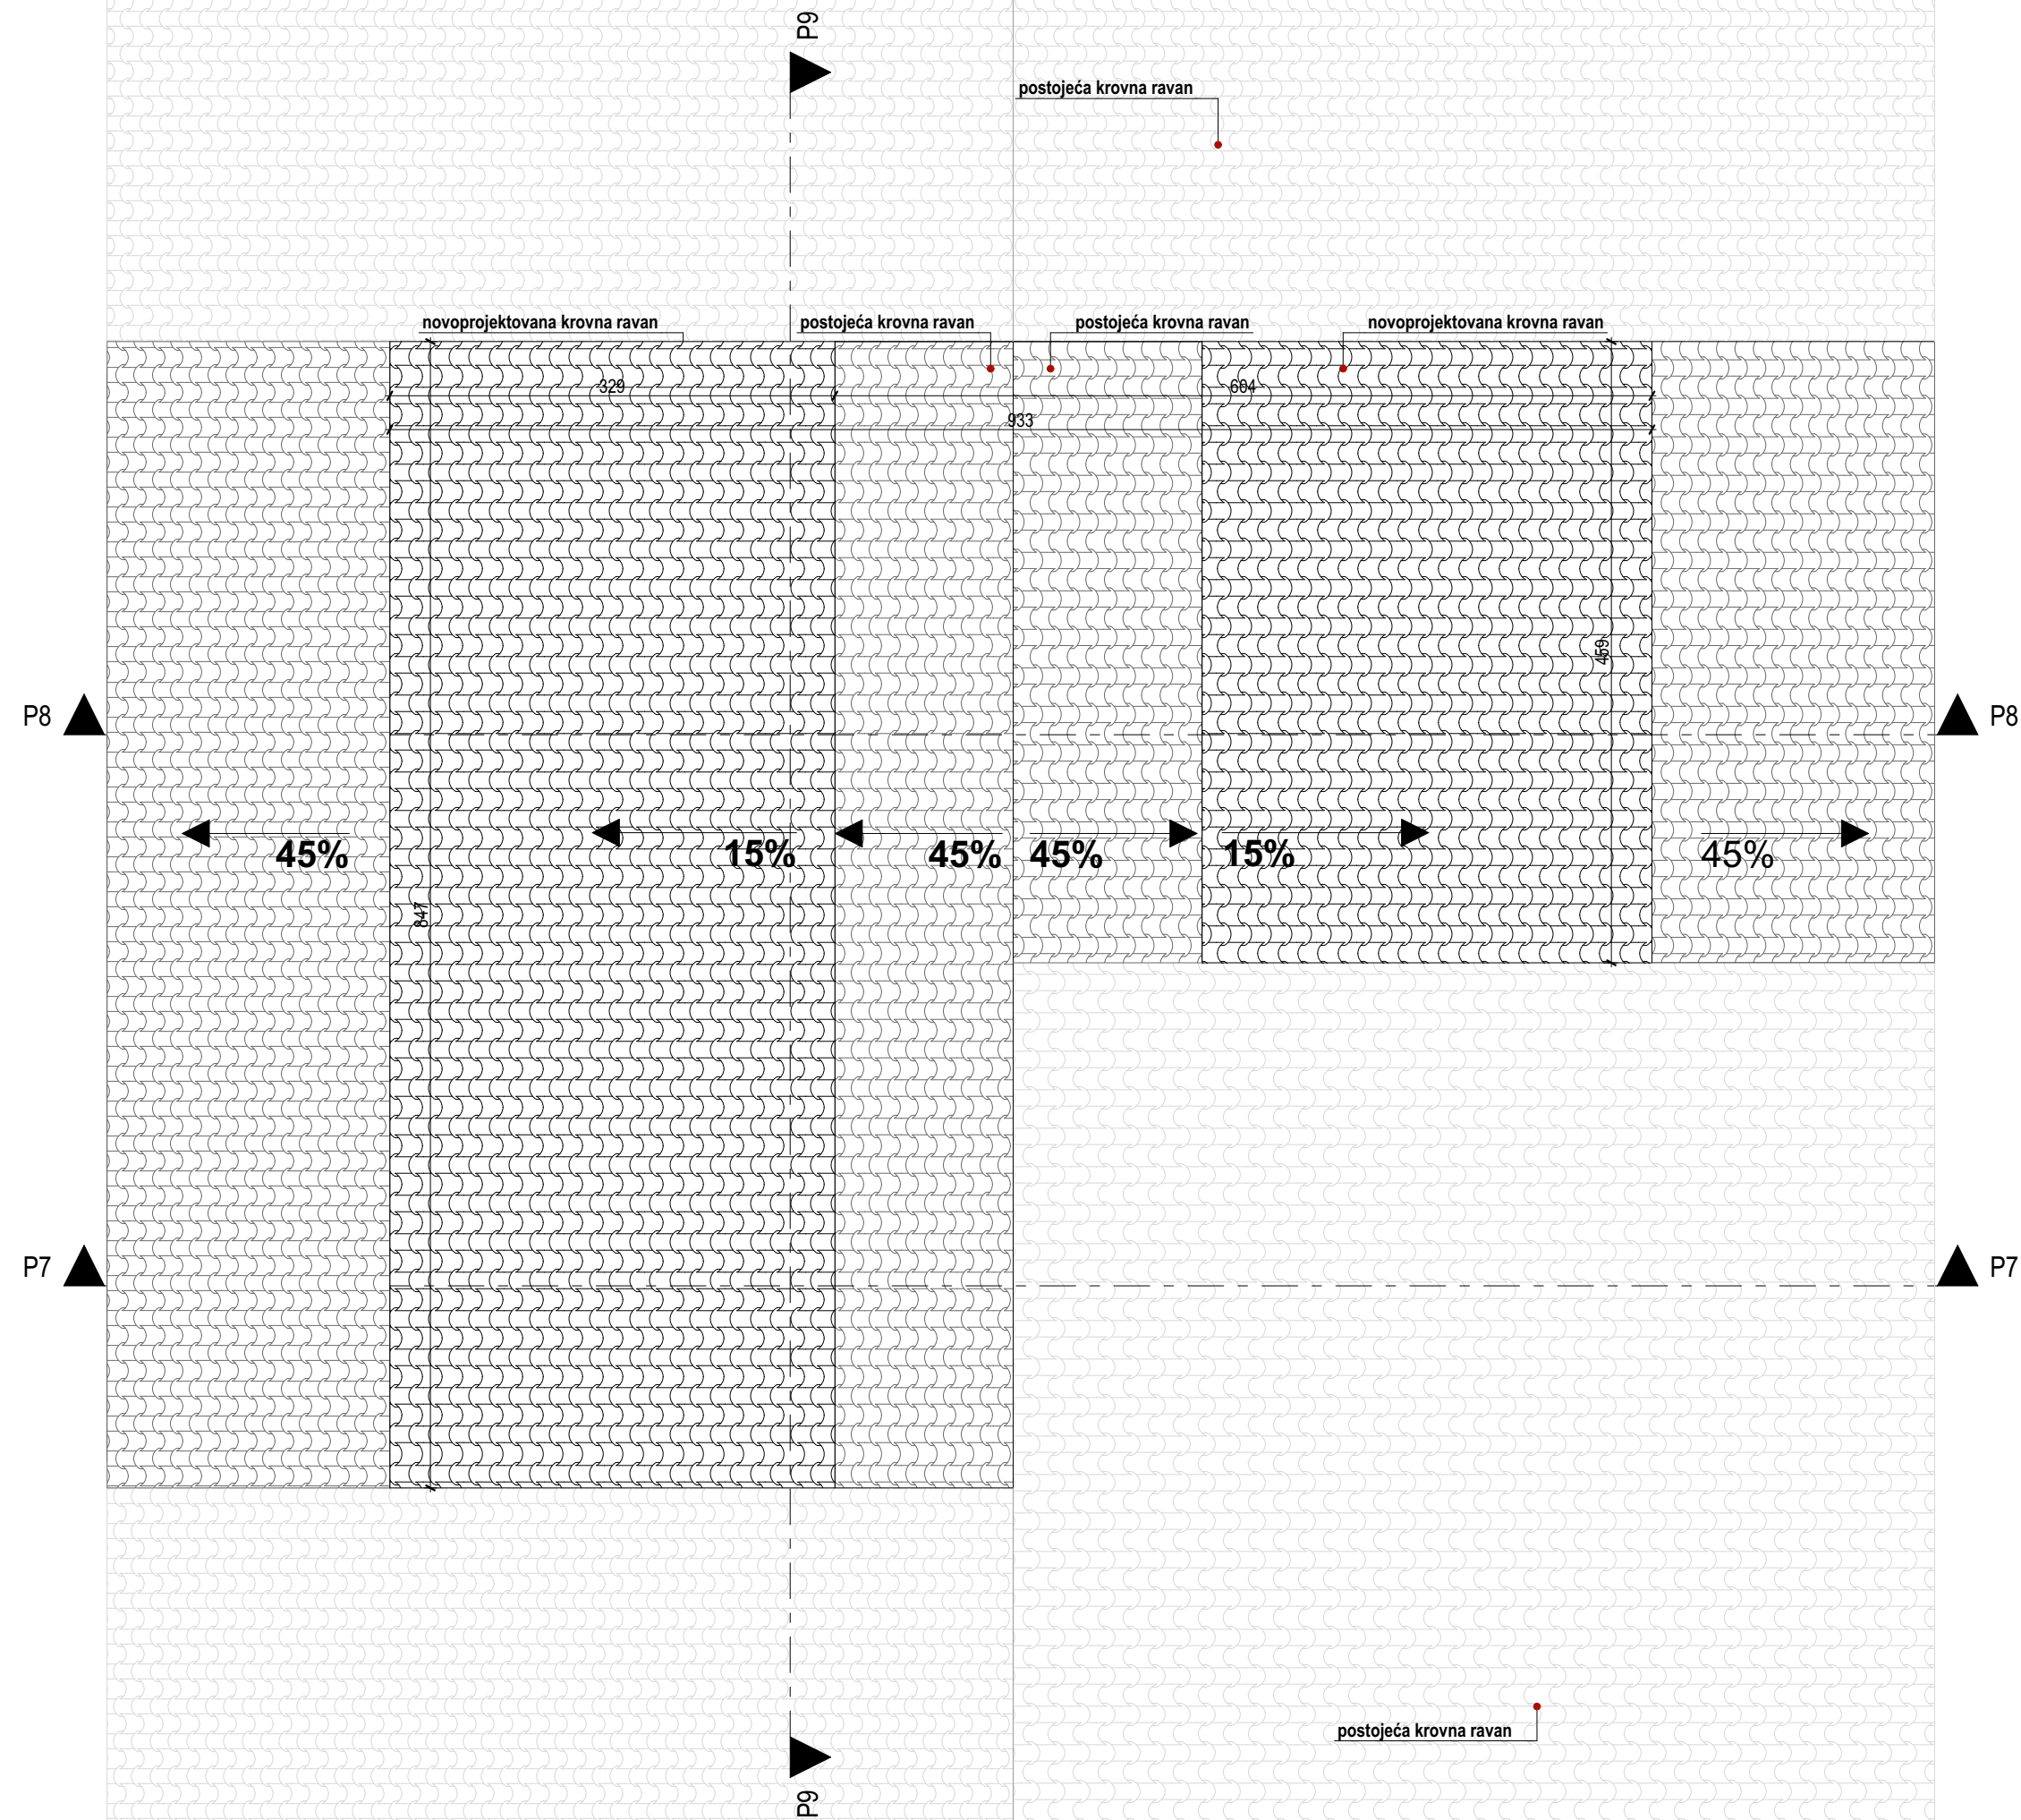 P9
postojeća krovna ravan
novoprojektovana krovna ravan
postojeća krovna ravan
postojeća krovna ravan
novoprojektovana krovna ravan
329
604
933
459
P8
P8
45%
15%
45%
45%
15%
45%
847
P7
P7
postojeća krovna ravan
P9